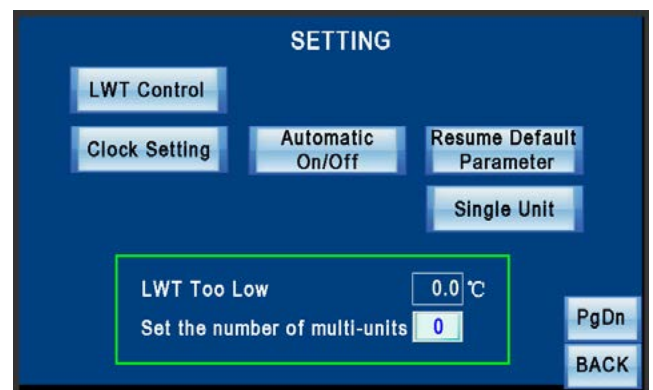 SETTING
LWT Control
Clock Setting
Automatic
On/Off
Resume Default
Parameter
Single Unit
LWT Too Low 0.0 ℃
Set the number of multi-units 0
PgDn
BACK